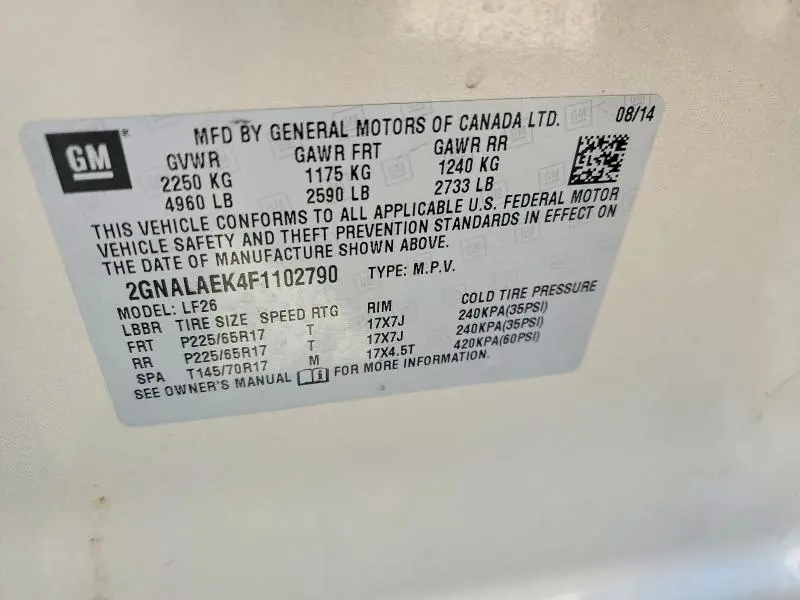 GM®
MFD BY GENERAL MOTORS OF CANADA LTD. 08/14
GVWR GAWR FRT GAWR RR
2250 KG 1175 KG 1240 KG
4960 LB 2590 LB 2733 LB
THIS VEHICLE CONFORMS TO ALL APPLICABLE U.S. FEDERAL MOTOR
VEHICLE SAFETY AND THEFT PREVENTION STANDARDS IN EFFECT ON
THE DATE OF MANUFACTURE SHOWN ABOVE.
2GNALAEK4F1102790 TYPE: M.P.V.
MODEL: LF26
LBBR TIRE SIZE SPEED RTG RIM COLD TIRE PRESSURE
FRT P225/65R17 T 17X7J 240KPA(35PSI)
RR P225/65R17 T 17X7J 240KPA(35PSI)
SPA T145/70R17 M 17X4.5T 420KPA(60PSI)
SEE OWNER'S MANUAL FOR MORE INFORMATION.